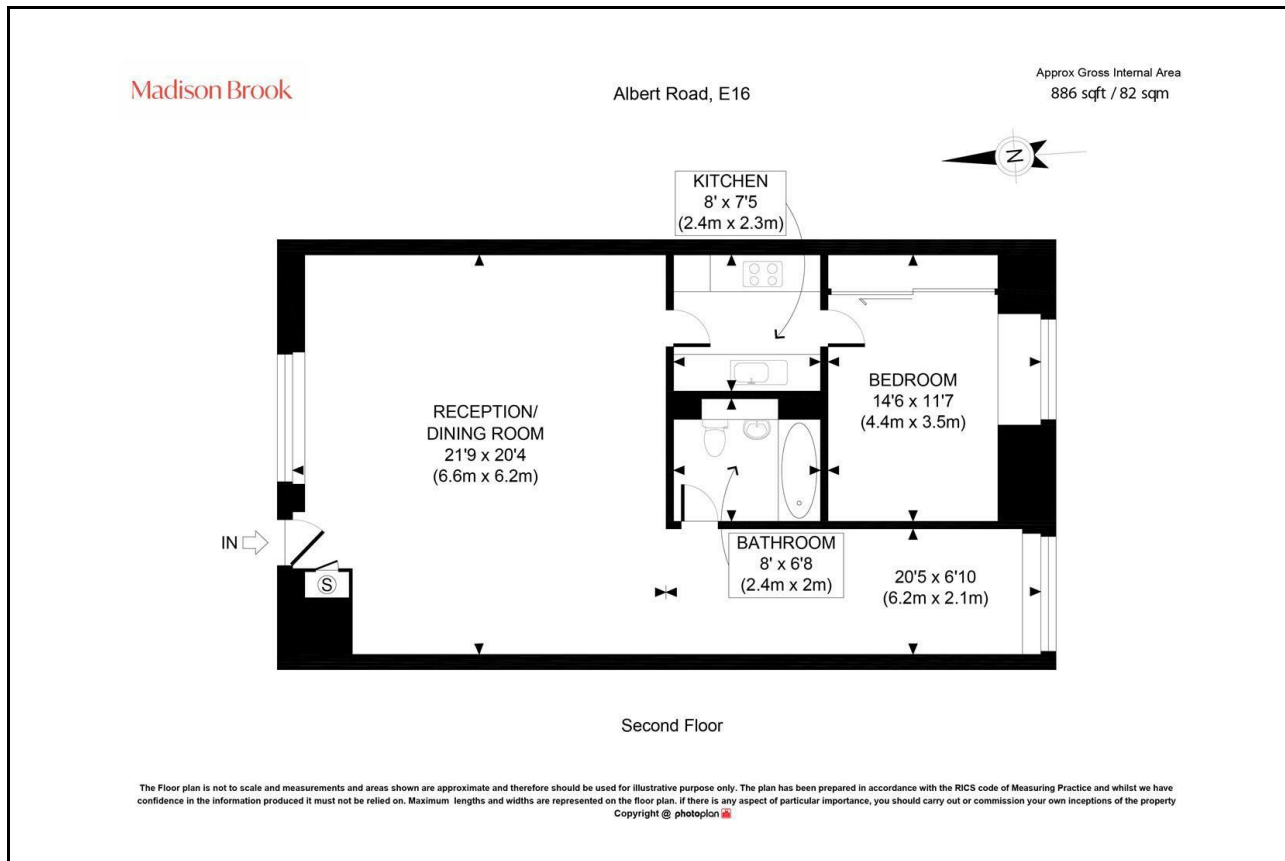 Madison Brook
Albert Road, E16
Approx Gross Internal Area
886 sqft / 82 sqm
N
KITCHEN
8' x 7'5
(2.4m x 2.3m)
RECEPTION/
DINING ROOM
21'9 x 20'4
(6.6m x 6.2m)
BEDROOM
14'6 x 11'7
(4.4m x 3.5m)
IN
S
BATHROOM
8' x 6'8
(2.4m x 2m)
20'5 x 6'10
(6.2m x 2.1m)
Second Floor
The Floor plan is not to scale and measurements and areas shown are approximate and therefore should be used for illustrative purpose only. The plan has been prepared in accordance with the RICS code of Measuring Practice and whilst we have
confidence in the information produced it must not be relied on. Maximum lengths and widths are represented on the floor plan. if there is any aspect of particular importance, you should carry out or commission your own inceptions of the property
Copyright @ photoplan